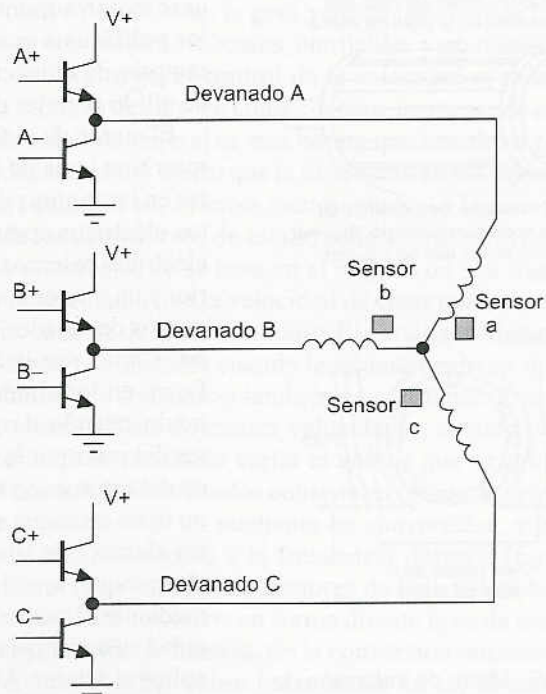 V+
A+
Devanado A
A-
V+
Sensor
b
Sensor
a
B+
Devanado B
B-
Sensor
c
V+
C+
Devanado C
C-